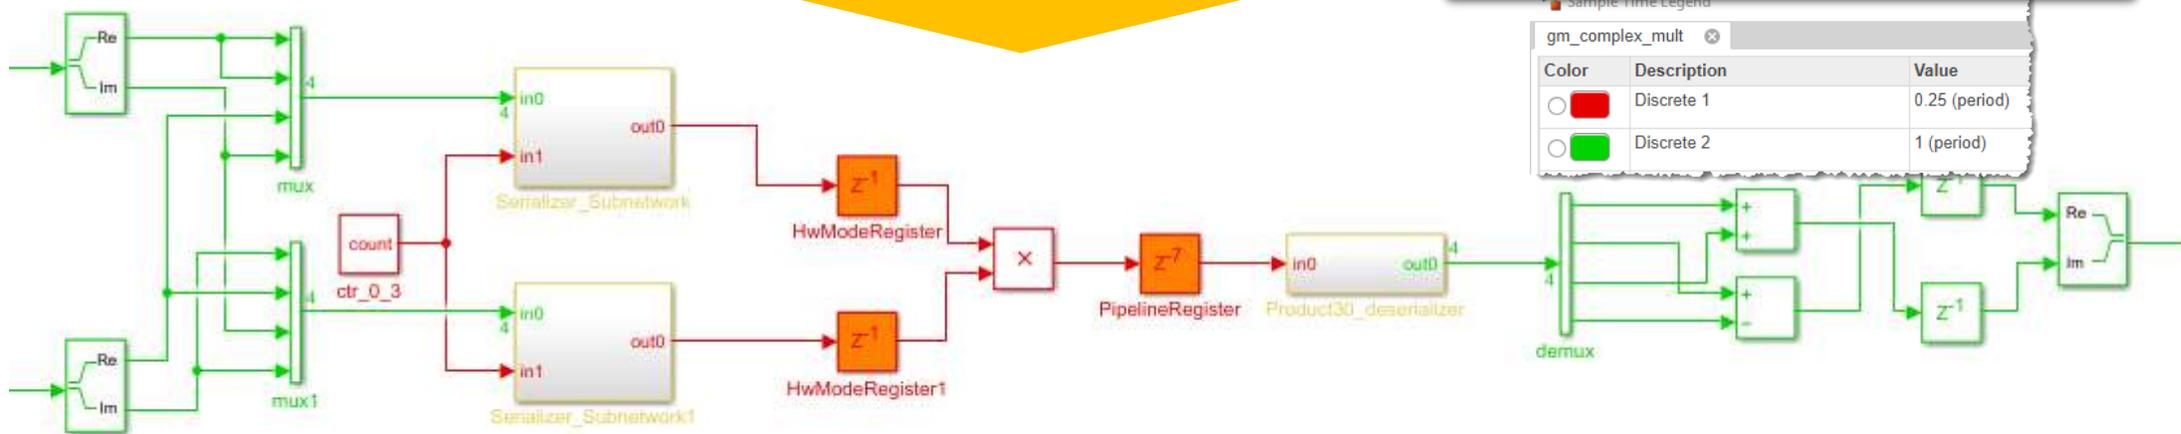 Sample Time Legend
gm_complex_mult
Color Description Value
Discrete 1 0.25 (period)
Discrete 2 1 (period)
Re
Im
4
mux
in0
4
out0
in1
Serializer_Subnetwork
count
ctr_0_3
Z-1
HwModeRegister
×
Z-7
PipelineRegister
in0
4
out0
Product30_deserializer
4
demux
+
+
+
−
Z-1
Z-1
Re
Im
Re
Im
4
mux1
in0
4
out0
in1
Serializer_Subnetwork1
Z-1
HwModeRegister1